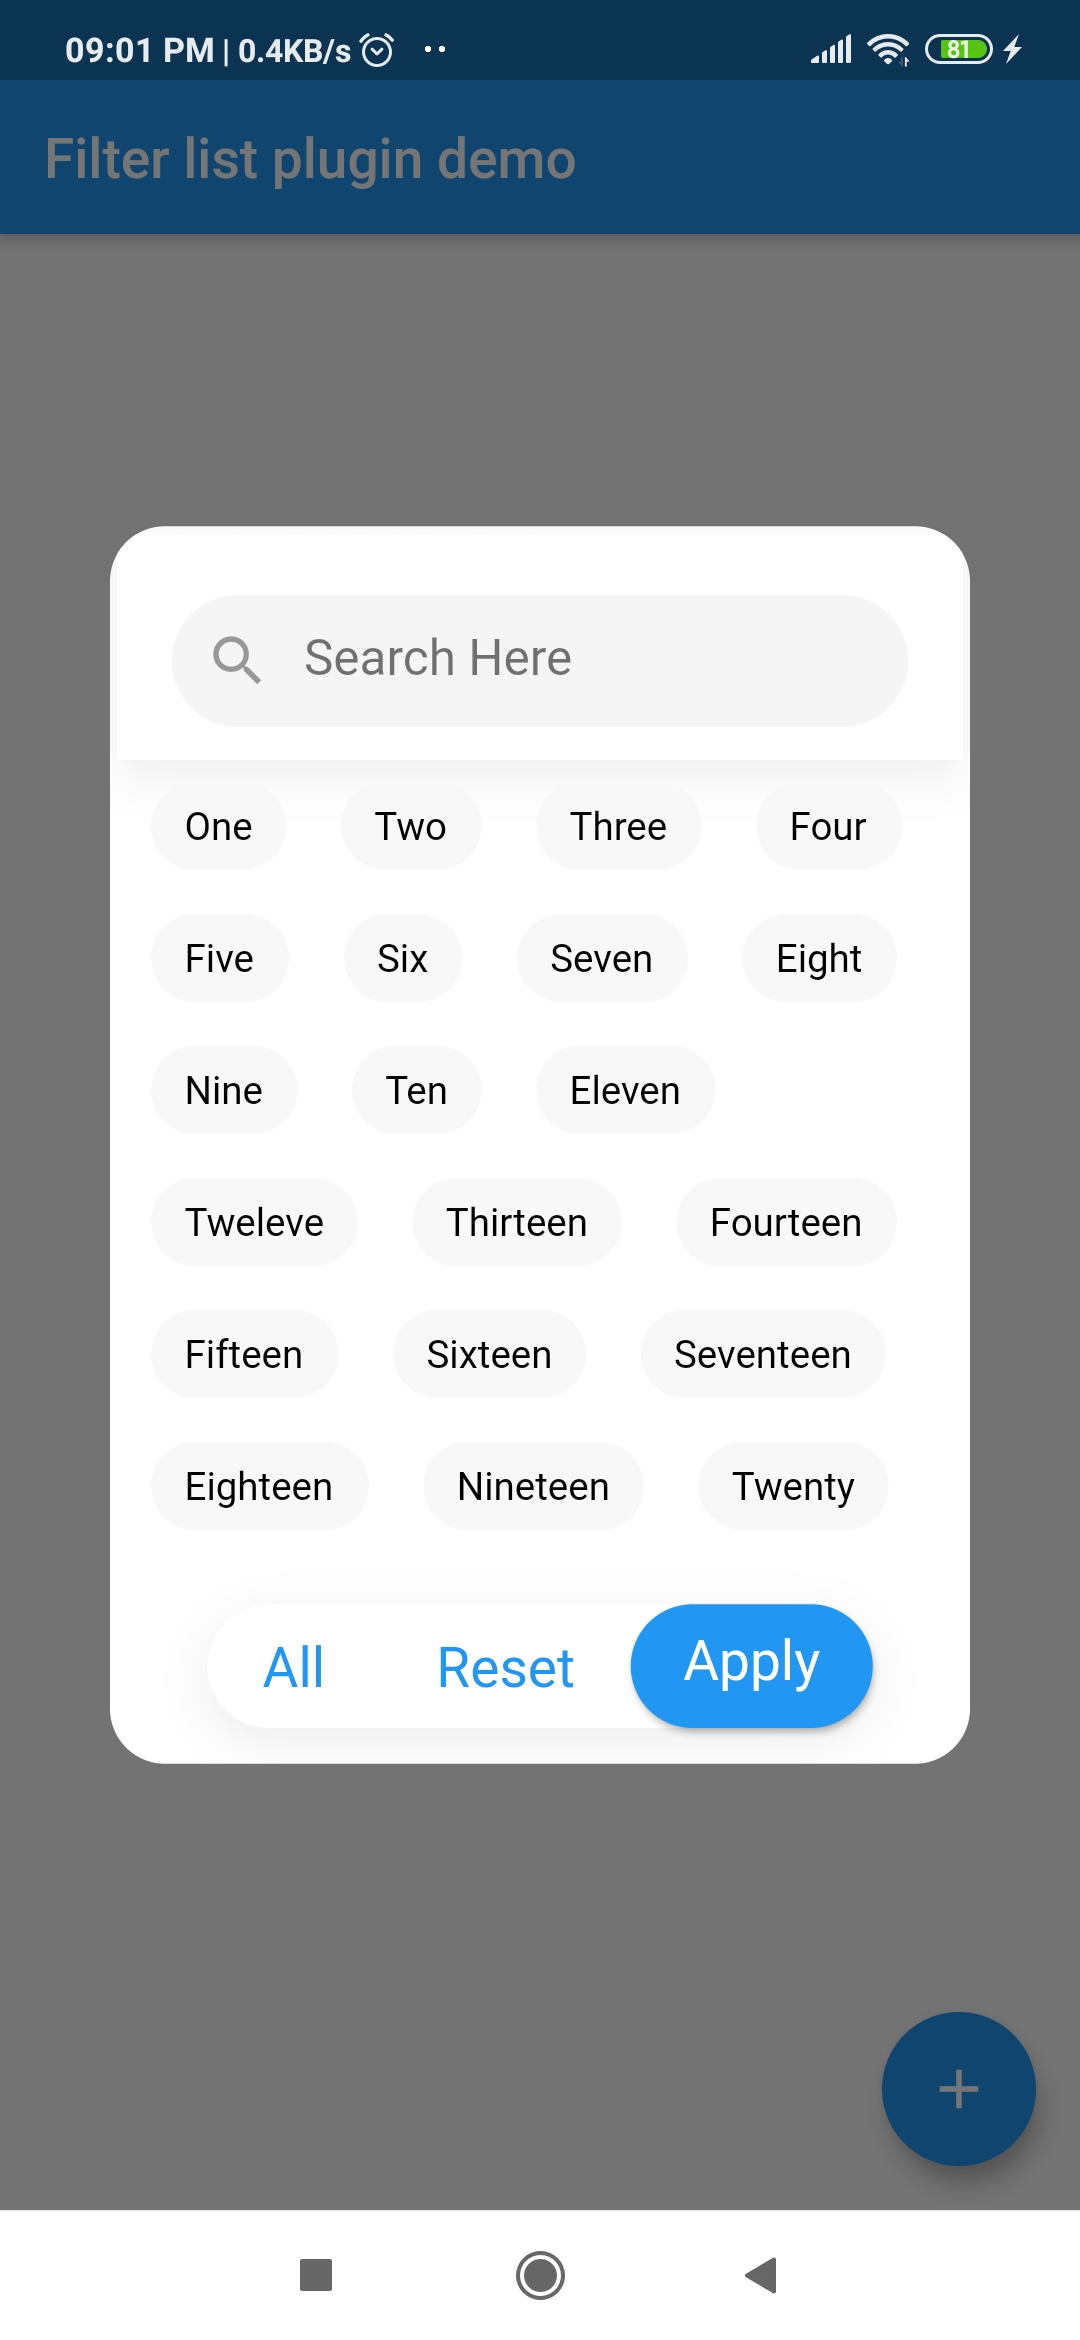 09:01 PM | 0.4KB/s 81
Filter list plugin demo
Search Here
One Two Three Four
Five Six Seven Eight
Nine Ten Eleven
Tweleve Thirteen Fourteen
Fifteen Sixteen Seventeen
Eighteen Nineteen Twenty
All Reset Apply